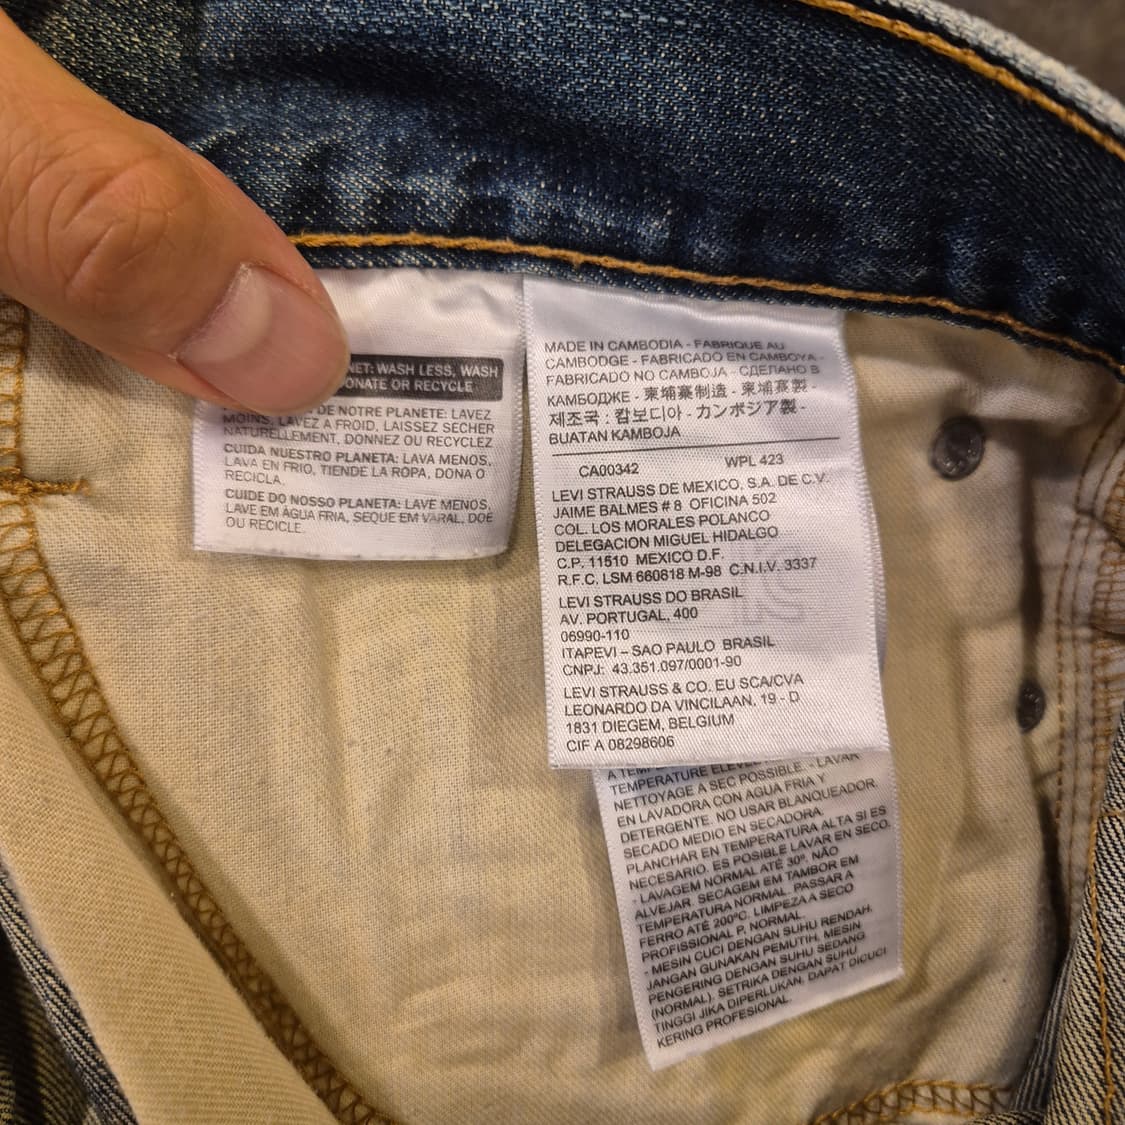 NET: WASH LESS, WASH
ONATE OR RECYCLE
DE NOTRE PLANETE: LAVEZ
MOINS, LAVEZ A FROID, LAISSEZ SECHER
NATURELLEMENT, DONNEZ OU RECYCLEZ
CUIDA NUESTRO PLANETA: LAVA MENOS,
LAVA EN FRIO, TIENDE LA ROPA, DONA O
RECICLA.
CUIDE DO NOSSO PLANETA: LAVE MENOS,
LAVE EM AGUA FRIA, SEQUE EM VARAL, DOE
OU RECICLE.
MADE IN CAMBODIA - FABRIQUE AU
CAMBODGE - FABRICADO EN CAMBOYA -
FABRICADO NO CAMBOJA - СДЕЛАНО В
КАМБОДЖЕ - 柬埔寨制造 - 柬埔寨製 -
제조국 : 캄보디아 - カンボジア製 -
BUATAN KAMBOJA
CA00342 WPL 423
LEVI STRAUSS DE MEXICO, S.A. DE C.V.
JAIME BALMES # 8 OFICINA 502
COL. LOS MORALES POLANCO
DELEGACION MIGUEL HIDALGO
C.P. 11510 MEXICO D.F.
R.F.C. LSM 660818 M-98 C.N.I.V. 3337
LEVI STRAUSS DO BRASIL
AV. PORTUGAL, 400
06990-110
ITAPEVI – SAO PAULO BRASIL
CNPJ: 43.351.097/0001-90
LEVI STRAUSS & CO. EU SCA/CVA
LEONARDO DA VINCILAAN, 19 - D
1831 DIEGEM, BELGIUM
CIF A 08298606
TEMPERATURE - LAVAR
NETTOYAGE A SEC POSSIBLE.
EN LAVADORA CON AGUA FRIA Y
DETERGENTE. NO USAR BLANQUEADOR.
SECADO MEDIO EN SECADORA.
PLANCHAR EN TEMPERATURA ALTA SI ES
NECESARIO. ES POSIBLE LAVAR EN SECO.
- LAVAGEM NORMAL ATÉ 30º. NÃO
ALVEJAR. SECAGEM EM TAMBOR EM
TEMPERATURA NORMAL. PASSAR A
FERRO ATÉ 200ºC. LIMPEZA A SECO
PROFISSIONAL P, NORMAL.
- MESIN CUCI DENGAN SUHU RENDAH.
JANGAN GUNAKAN PEMUTIH, MESIN
PENGERING DENGAN SUHU SEDANG
(NORMAL). SETRIKA DENGAN SUHU
TINGGI JIKA DIPERLUKAN. DAPAT DICUCI
KERING PROFESIONAL.